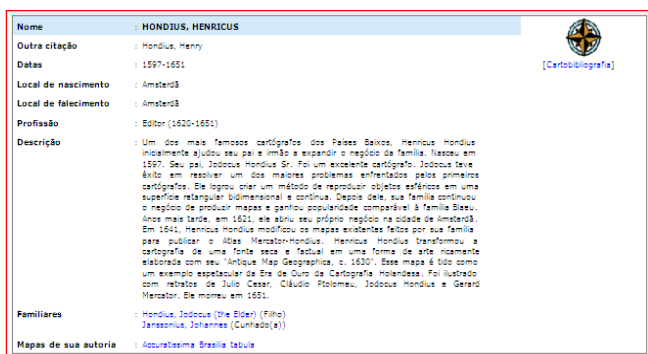 Nome : HONDIUS, HENRICUS
Outra citação : Hondius, Henry
Datas : 1597-1651
[Cartobibliografia]
Local de nascimento : Amsterdã
Local de falecimento : Amsterdã
Profissão : Editor (1620-1651)
Descrição : Um dos mais famosos cartógrafos dos Países Baixos, Henricus Hondius
inicialmente ajudou seu pai e irmão a expandir o negócio da família. Nasceu em
1597. Seu pai, Jodocus Hondius Sr. Foi um excelente cartógrafo. Jodocus teve
êxito em resolver um dos maiores problemas enfrentados pelos primeiros
cartógrafos. Ele logrou criar um método de reproduzir objetos esféricos em uma
superfície retangular bidimensional e contínua. Depois dele, sua família continuou
o negócio de produzir mapas e ganhou popularidade comparável à família Blaeu.
Anos mais tarde, em 1621, ele abriu seu próprio negócio na cidade de Amsterdã.
Em 1641, Henricus Hondius modificou os mapas existentes feitos por sua família
para publicar o Atlas Mercator-Hondius. Henricus Hondius transformou a
cartografia de uma fonte seca e factual em uma forma de arte ricamente
elaborada com seu "Antique Map Geographica, c. 1630". Esse mapa é tido como
um exemplo espetacular da Era de Ouro da Cartografia Holandesa. Foi ilustrado
com retratos de Julio Cesar, Cláudio Ptolomeu, Jodocus Hondius e Gerard
Mercator. Ele morreu em 1651.
Familiares : Hondius, Jodocus (the Elder) (Filho)
Janssonius, Johannes (Cunhado(a))
Mapas de sua autoria : Accuratissima Brasilia tabula